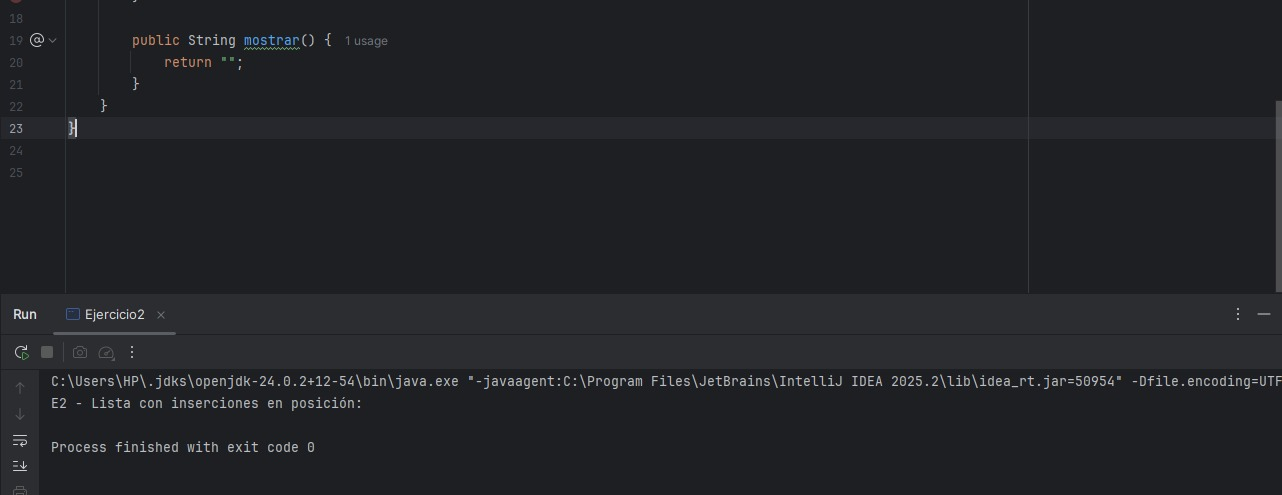 18
19 @ public String mostrar() { 1 usage
20 return "";
21 }
22 }
23 }
24
25
Run Ejercicio2
C:\Users\HP\.jdks\openjdk-24.0.2+12-54\bin\java.exe "-javaagent:C:\Program Files\JetBrains\IntelliJ IDEA 2025.2\lib\idea_rt.jar=50954" -Dfile.encoding=UTF
E2 - Lista con inserciones en posición:
Process finished with exit code 0